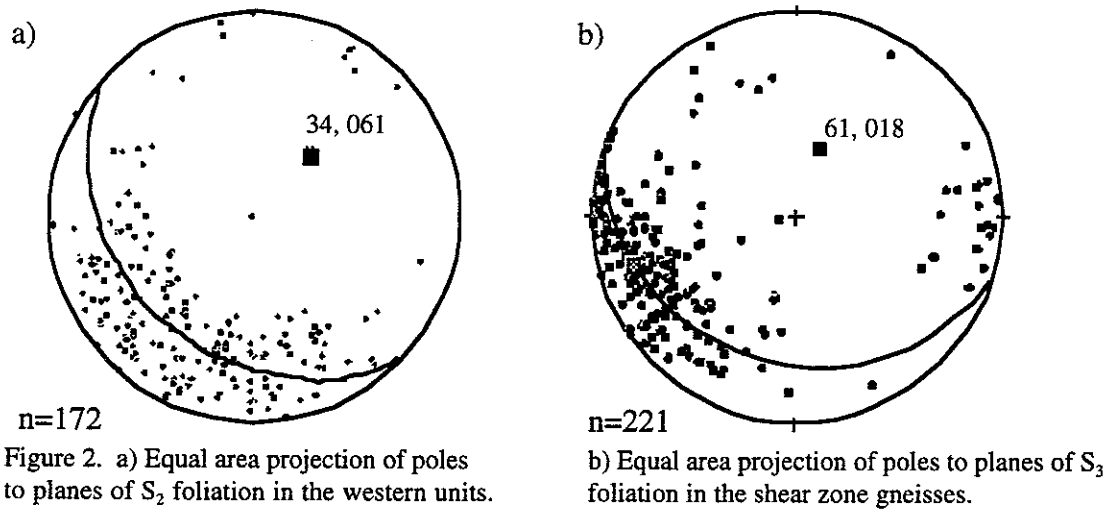 a)
34, 061
n=172
Figure 2. a) Equal area projection of poles
to planes of S2 foliation in the western units.
b)
61, 018
n=221
b) Equal area projection of poles to planes of S3
foliation in the shear zone gneisses.